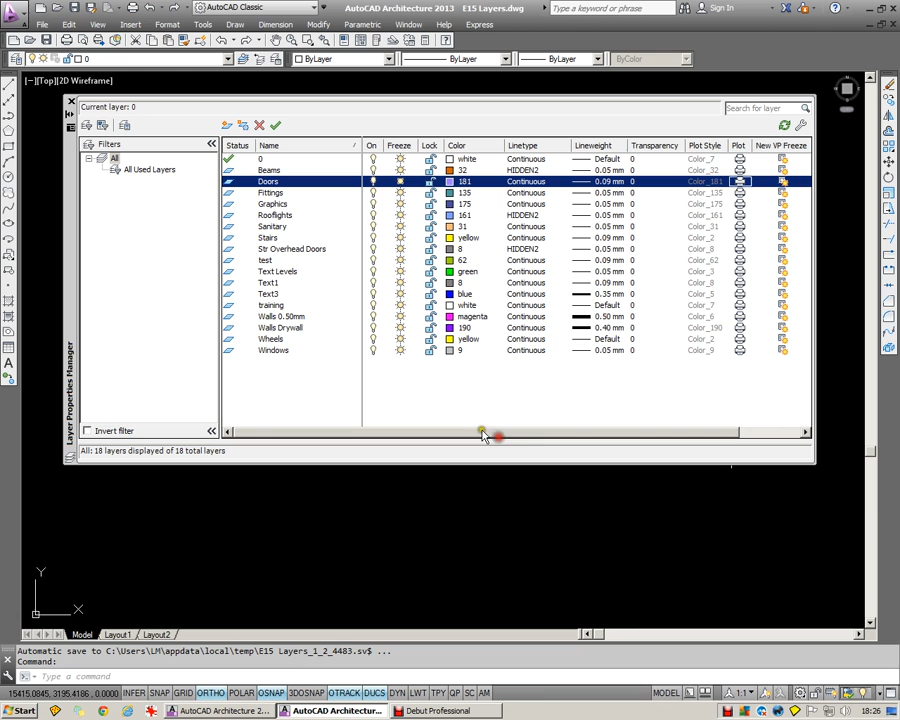 AutoCAD Classic
AutoCAD Architecture 2013 E15 Layers.dwg
Type a keyword or phrase
Sign In
File Edit View Insert Format Tools Draw Dimension Modify Parametric Window Express Help
0
ByLayer
ByLayer
ByLayer
ByColor
[−][Top][2D Wireframe]
Current layer: 0
Search for layer
Filters
All
All Used Layers
Invert filter
Layer Properties Manager
Status Name On Freeze Lock Color Linetype Lineweight Transparency Plot Style Plot New VP Freeze
0 white Continuous Default 0 Color_7
Beams 32 HIDDEN2 0.05 mm 0 Color_32
Doors 181 Continuous 0.09 mm 0 Color_181
Fittings 135 Continuous 0.05 mm 0 Color_135
Graphics 175 Continuous 0.05 mm 0 Color_175
Rooflights 161 HIDDEN2 0.05 mm 0 Color_161
Sanitary 31 Continuous 0.05 mm 0 Color_31
Stairs yellow Continuous 0.09 mm 0 Color_2
Str Overhead Doors 8 HIDDEN2 0.05 mm 0 Color_8
test 62 Continuous 0.09 mm 0 Color_62
Text Levels green Continuous 0.05 mm 0 Color_3
Text1 8 Continuous 0.09 mm 0 Color_8
Text3 blue Continuous 0.35 mm 0 Color_5
training white Continuous Default 0 Color_7
Walls 0.50mm magenta Continuous 0.50 mm 0 Color_6
Walls Drywall 190 Continuous 0.40 mm 0 Color_190
Wheels yellow Continuous 0.05 mm 0 Color_2
Windows 9 Continuous 0.05 mm 0 Color_9
All: 18 layers displayed of 18 total layers
Y
X
Model Layout1 Layout2
Automatic save to C:\Users\LM\appdata\local\temp\E15 Layers_1_2_4483.sv$ ...
Command:
Type a command
15415.0845, 3195.4186, 0.0000 INFER SNAP GRID ORTHO POLAR OSNAP 3DOSNAP OTRACK DUCS DYN LWT TPY QP SC AM MODEL 1:1
Start AutoCAD Architecture 2... AutoCAD Architectur... Debut Professional 18:26